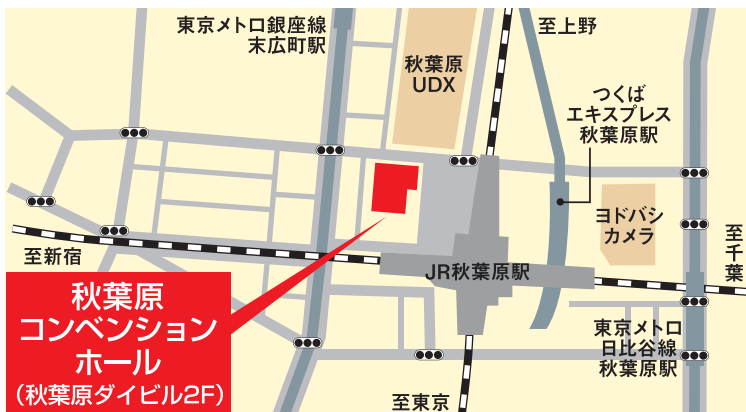 東京メトロ銀座線
末広町駅
秋葉原
UDX
至上野
つくば
エキスプレス
秋葉原駅
ヨドバシ
カメラ
至千葉
至新宿
JR秋葉原駅
秋葉原
コンベンション
ホール
（秋葉原ダイビル2F）
東京メトロ
日比谷線
秋葉原駅
至東京